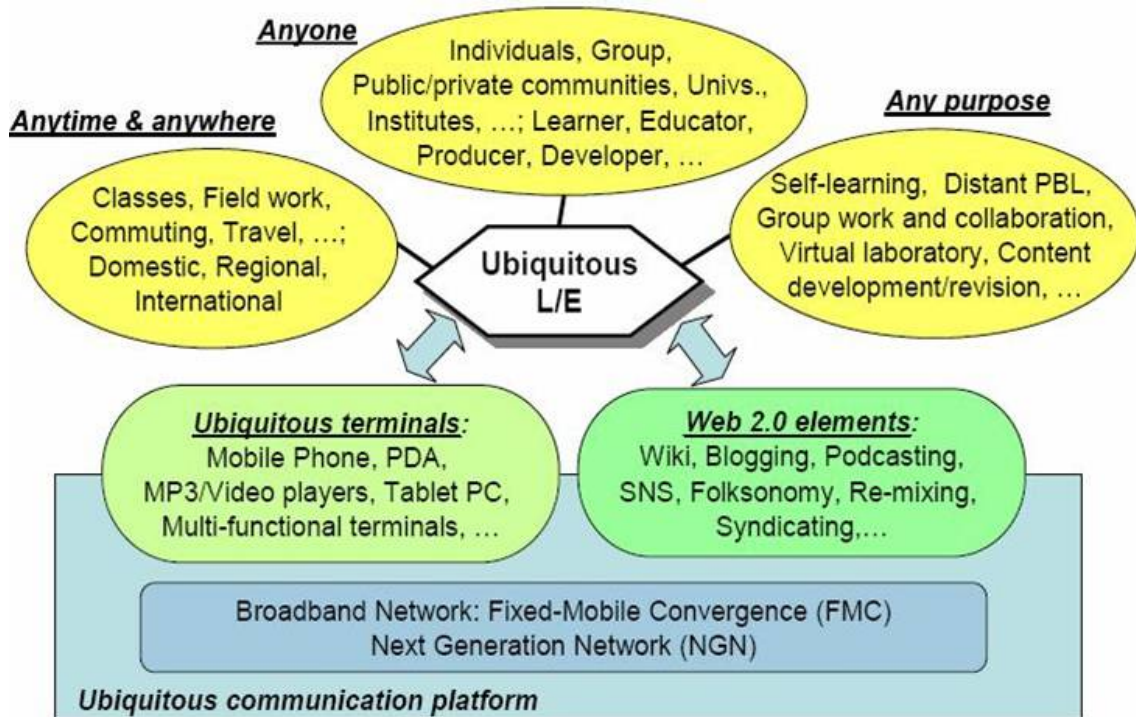 Anyone
Individuals, Group,
Public/private communities, Univs.,
Institutes, …; Learner, Educator,
Producer, Developer, …
Anytime & anywhere
Classes, Field work,
Commuting, Travel, …;
Domestic, Regional,
International
Any purpose
Self-learning, Distant PBL,
Group work and collaboration,
Virtual laboratory, Content
development/revision, …
Ubiquitous
L/E
Ubiquitous terminals:
Mobile Phone, PDA,
MP3/Video players, Tablet PC,
Multi-functional terminals, …
Web 2.0 elements:
Wiki, Blogging, Podcasting,
SNS, Folksonomy, Re-mixing,
Syndicating,…
Broadband Network: Fixed-Mobile Convergence (FMC)
Next Generation Network (NGN)
Ubiquitous communication platform